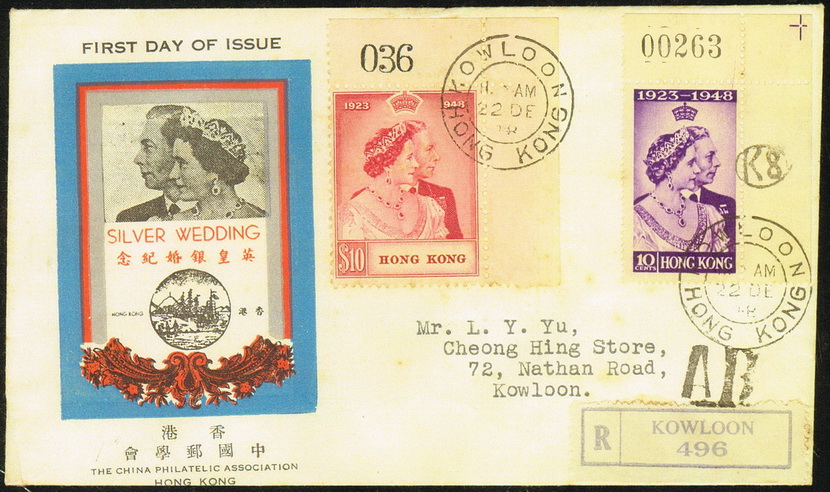 FIRST DAY OF ISSUE
SILVER WEDDING
念紀婚銀皇英
HONG KONG
港香
港香
會學郵國中
THE CHINA PHILATELIC ASSOCIATION
HONG KONG
036
1923 1948
$10 HONG KONG
KOWLOON
AM
22 DE
HONG KONG
00263
1923-1948
10 CENTS HONG KONG
K8
KOWLOON
AM
22 DE
HONG KONG
Mr. L. Y. Yu,
Cheong Hing Store,
72, Nathan Road,
Kowloon.
AR
R KOWLOON
496